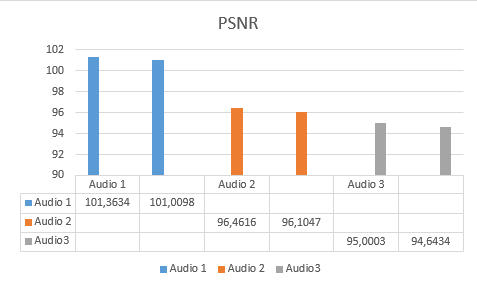 PSNR
102
100
98
96
94
92
90
Audio 1 Audio 2 Audio 3
Audio 1 101,3634 101,0098
Audio 2 96,4616 96,1047
Audio3 95,0003 94,6434
Audio 1 Audio 2 Audio3